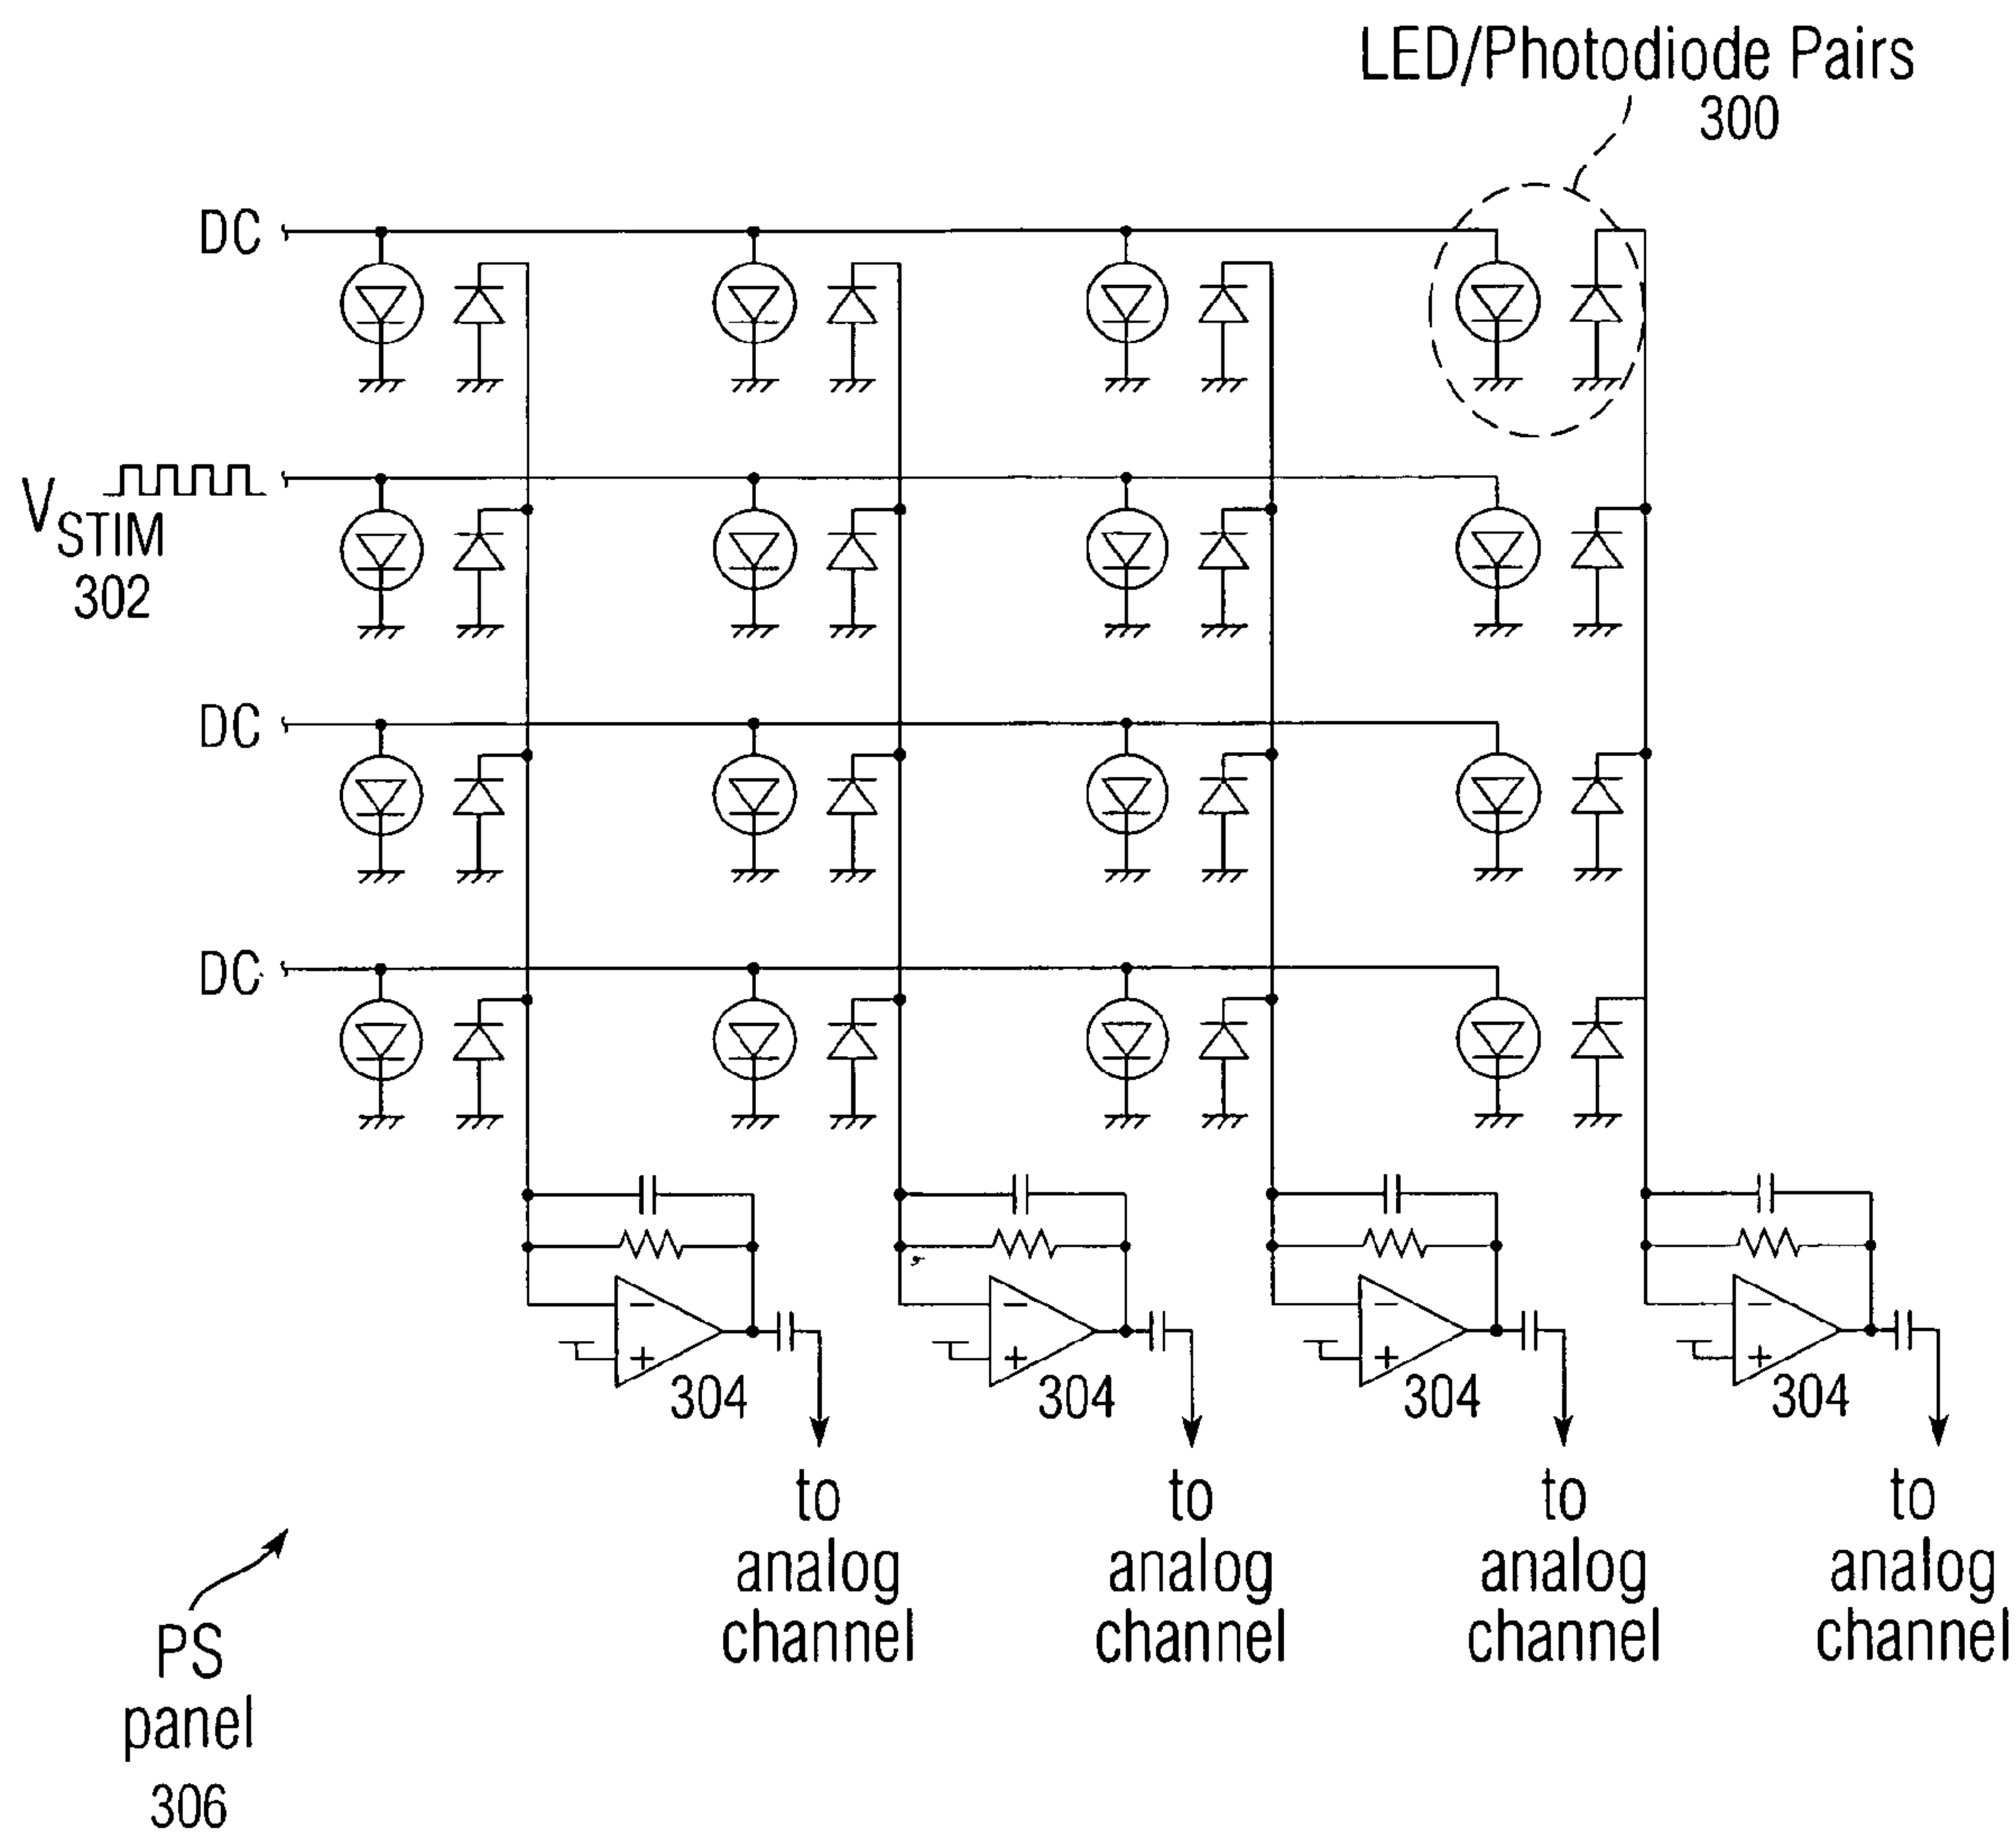 LED/Photodiode Pairs
300
DC
V STIM
302
DC
DC
− − − −
+ + + +
304 304 304 304
to to to to
analog analog analog analog
channel channel channel channel
PS
panel
306